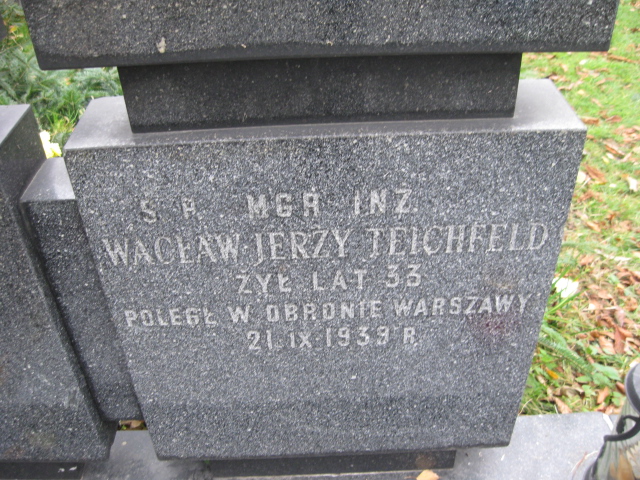 Ś P. MGR INŻ.
WACŁAW JERZY TEICHFELD
ŻYŁ LAT 33
POLEGŁ W OBRONIE WARSZAWY
21.IX.1939 R